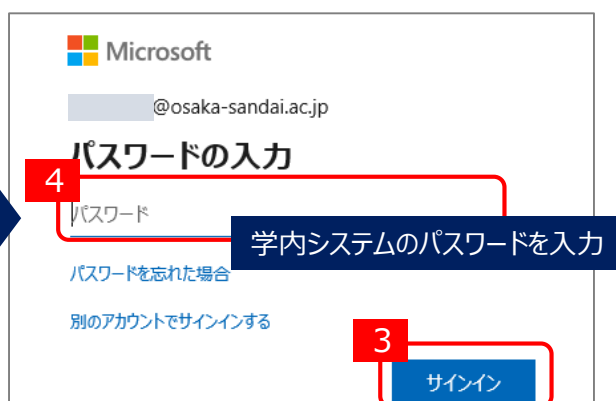 Microsoft
@osaka-sandai.ac.jp
パスワードの入力
4
パスワード
学内システムのパスワードを入力
パスワードを忘れた場合
別のアカウントでサインインする
3
サインイン